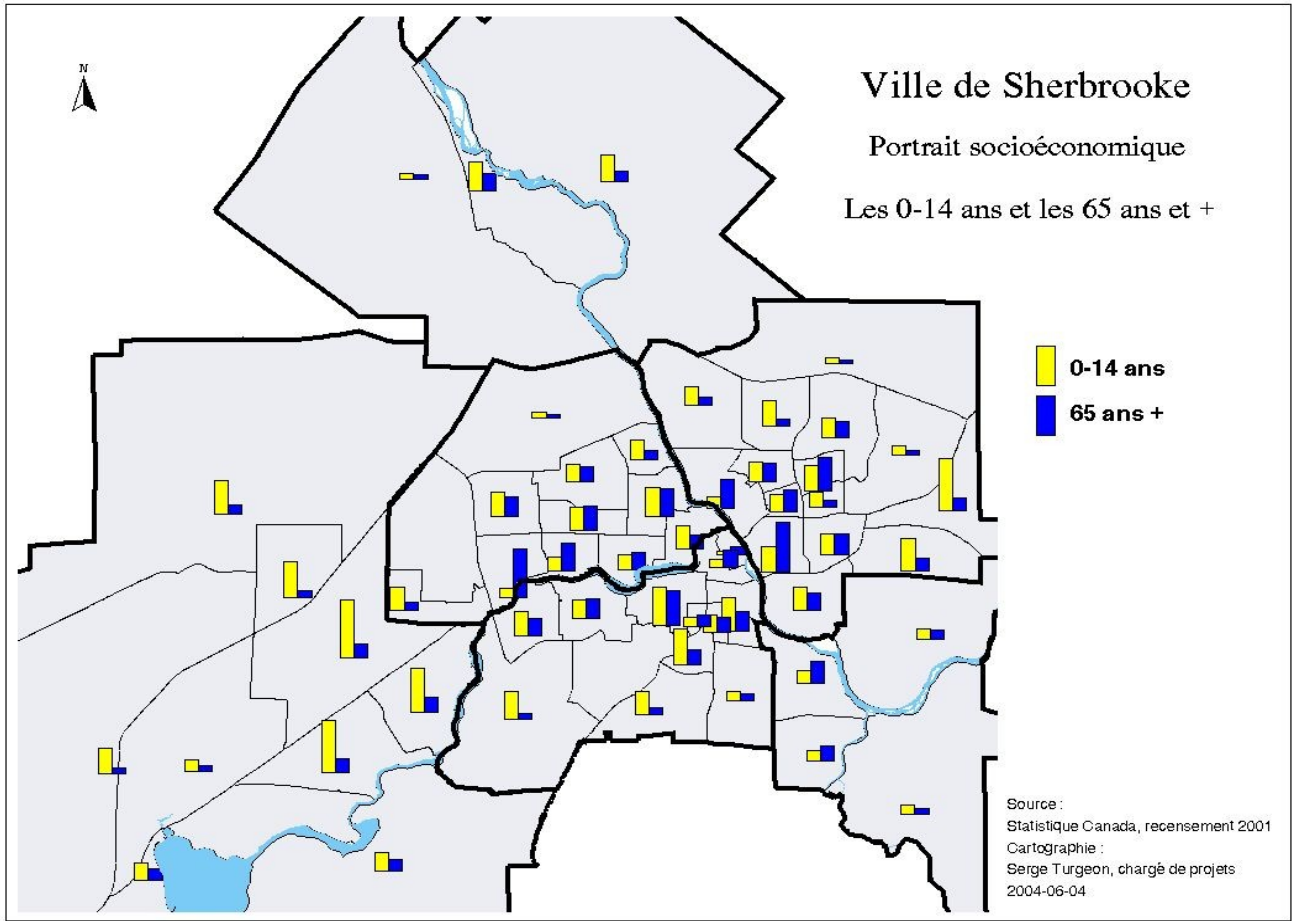 N
Ville de Sherbrooke
Portrait socioéconomique
Les 0-14 ans et les 65 ans et +
0-14 ans
65 ans +
Source :
Statistique Canada, recensement 2001
Cartographie :
Serge Turgeon, chargé de projets
2004-06-04